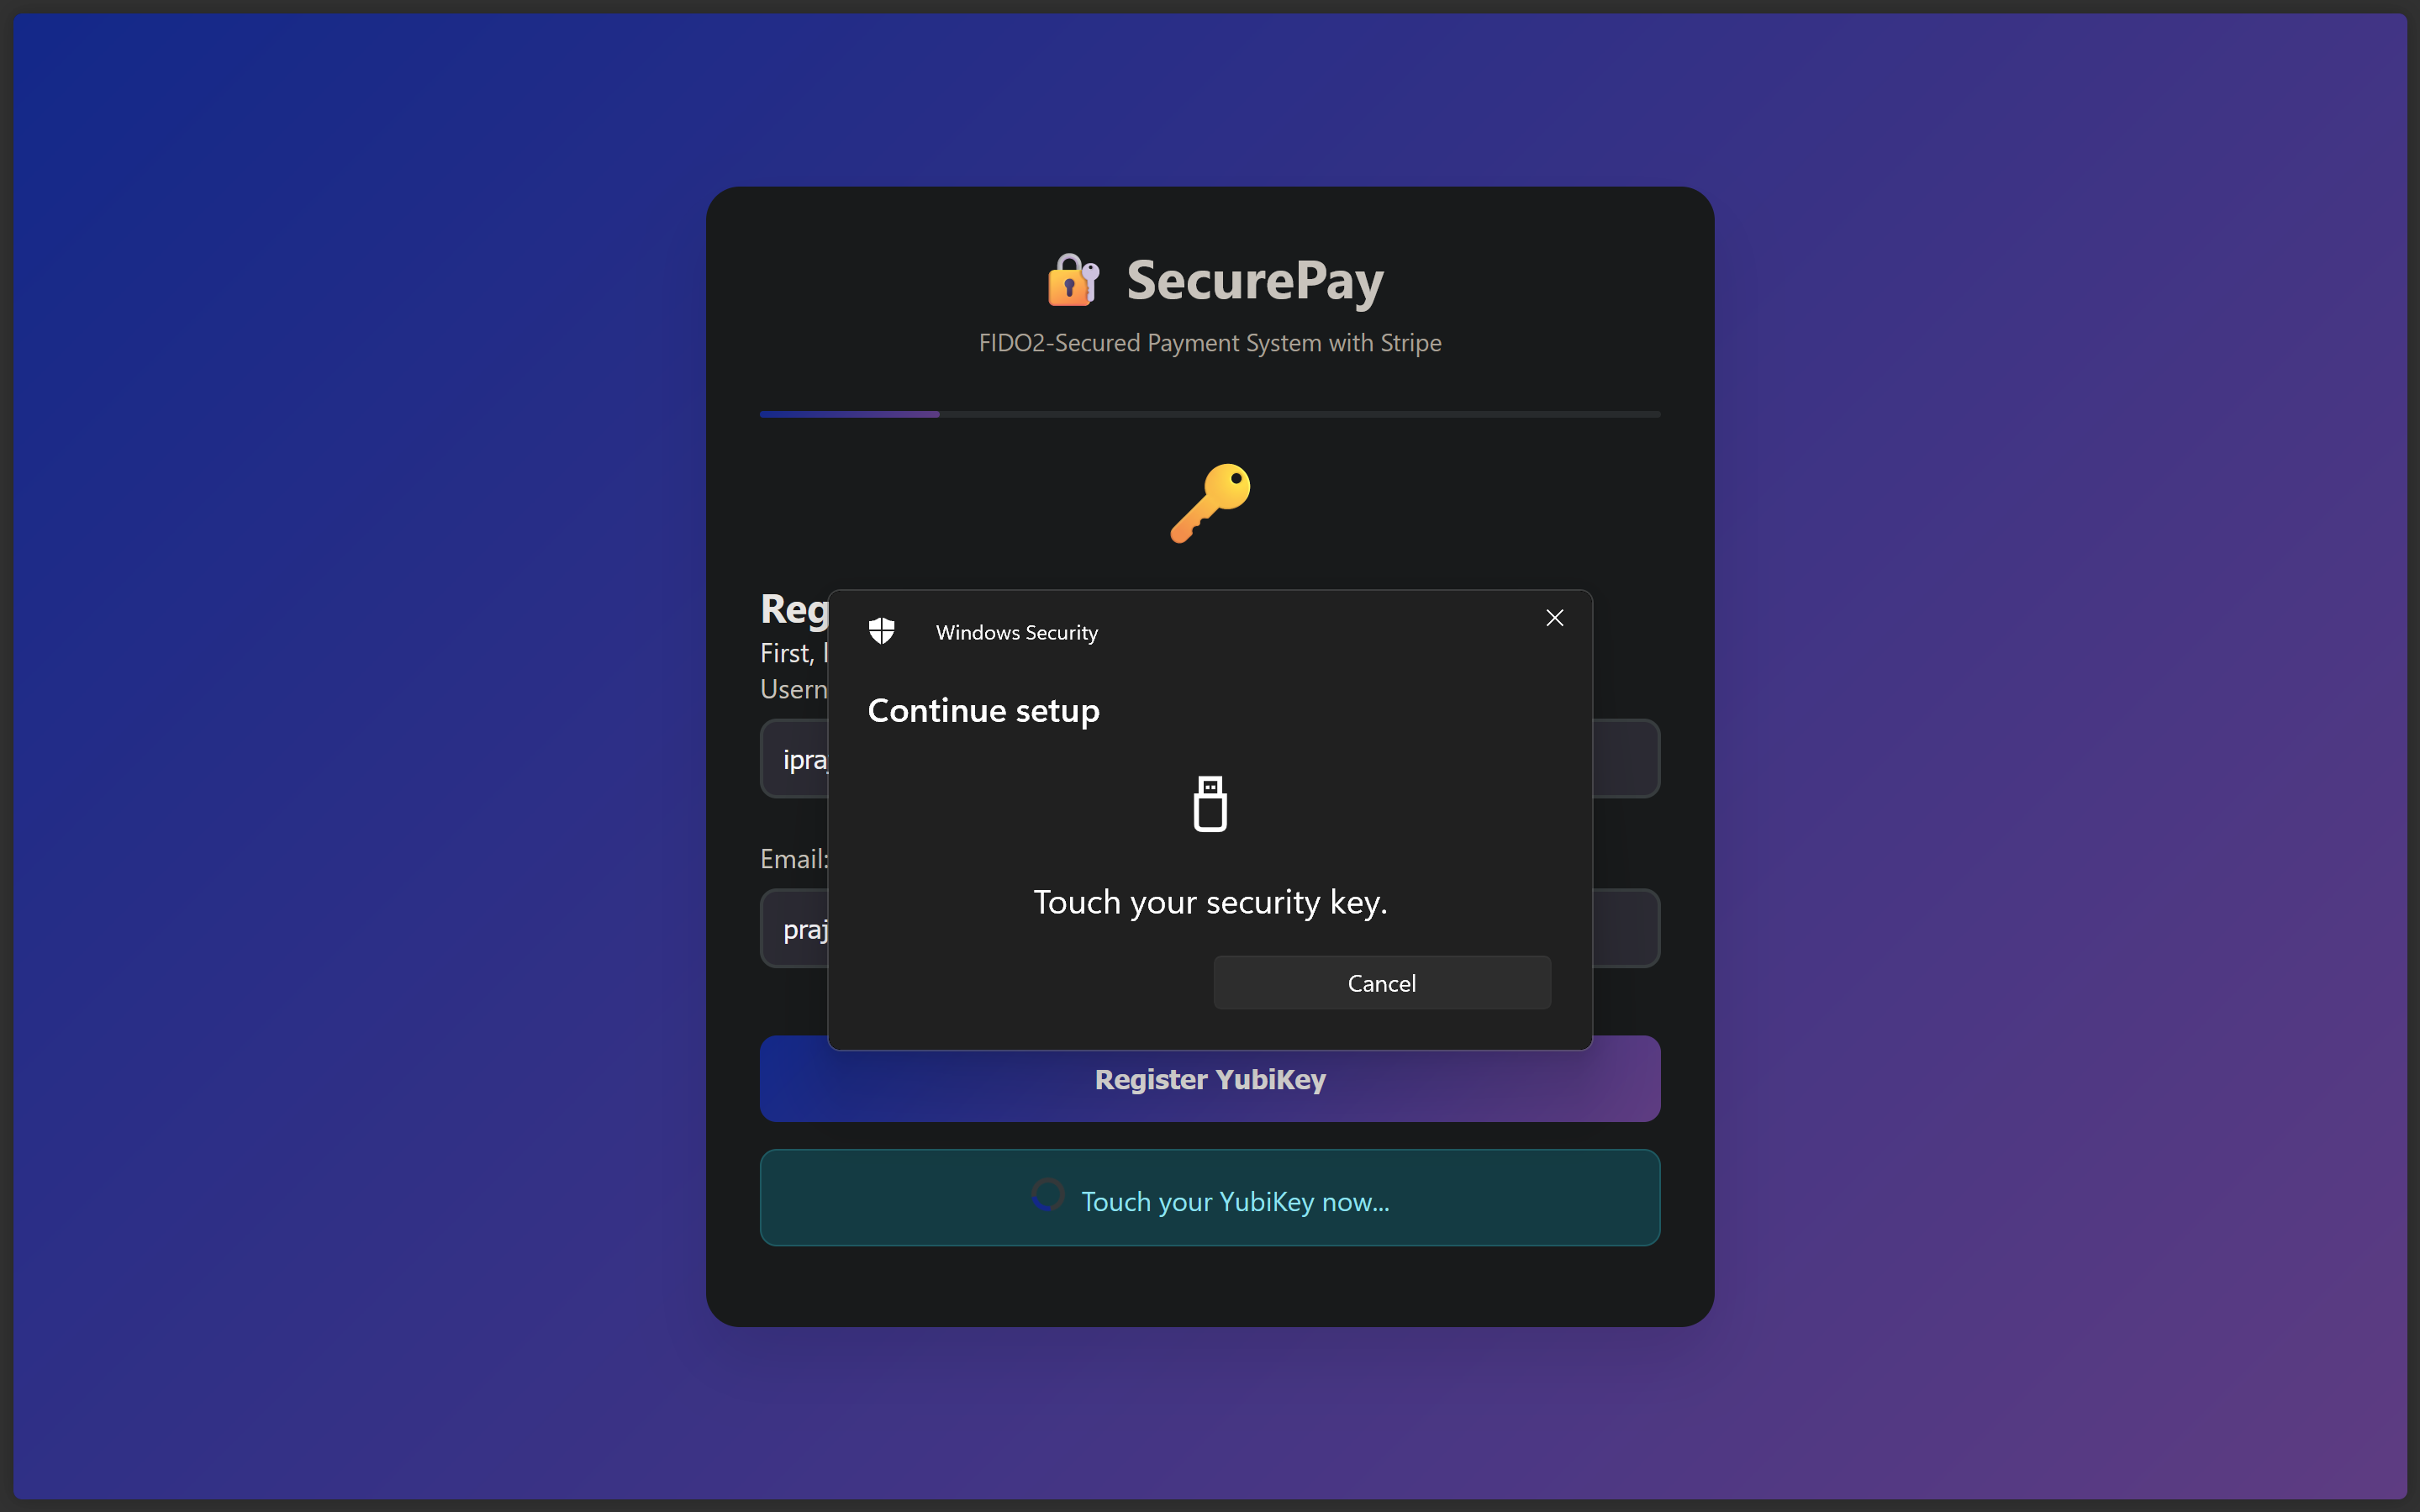 SecurePay
FIDO2-Secured Payment System with Stripe
Reg
First,
Usern
ipraj
Email:
praj
Windows Security
Continue setup
Touch your security key.
Cancel
Register YubiKey
Touch your YubiKey now...